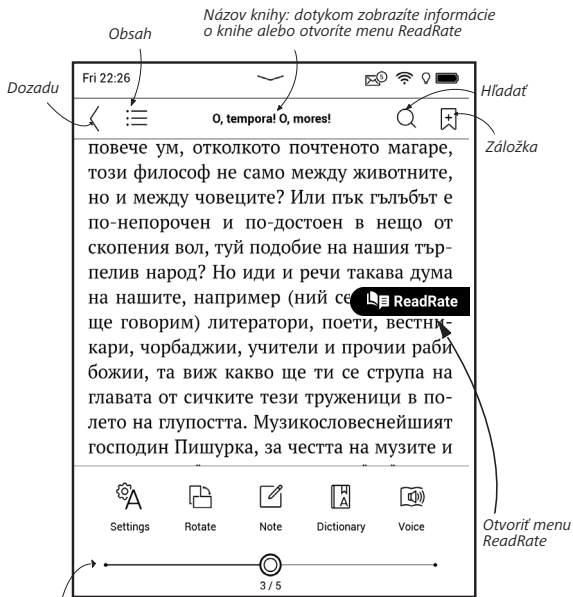 Názov knihy: dotykom zobrazíte informácie
o knihe alebo otvoríte menu ReadRate
Obsah
Dozadu
Fri 22:26
5
Hľadať
O, tempora! O, mores!
Záložka
повече ум, отколкото почтеното магаре,
този философ не само между животните,
но и между човеците? Или пък гълъбът е
по-непорочен и по-достоен в нещо от
скопения вол, туй подобие на нашия тър-
пелив народ? Но иди и речи такава дума
на нашите, например (ний се
ReadRate
ще говорим) литератори, поети, вестни-
кари, чорбаджии, учители и прочии раби
божии, та виж какво ще ти се струпа на
главата от сичките тези труженици в по-
лето на глупостта. Музикословеснейшият
господин Пишурка, за честта на музите и
Settings
Rotate
Note
Dictionary
Voice
Otvoriť menu
ReadRate
3 / 5